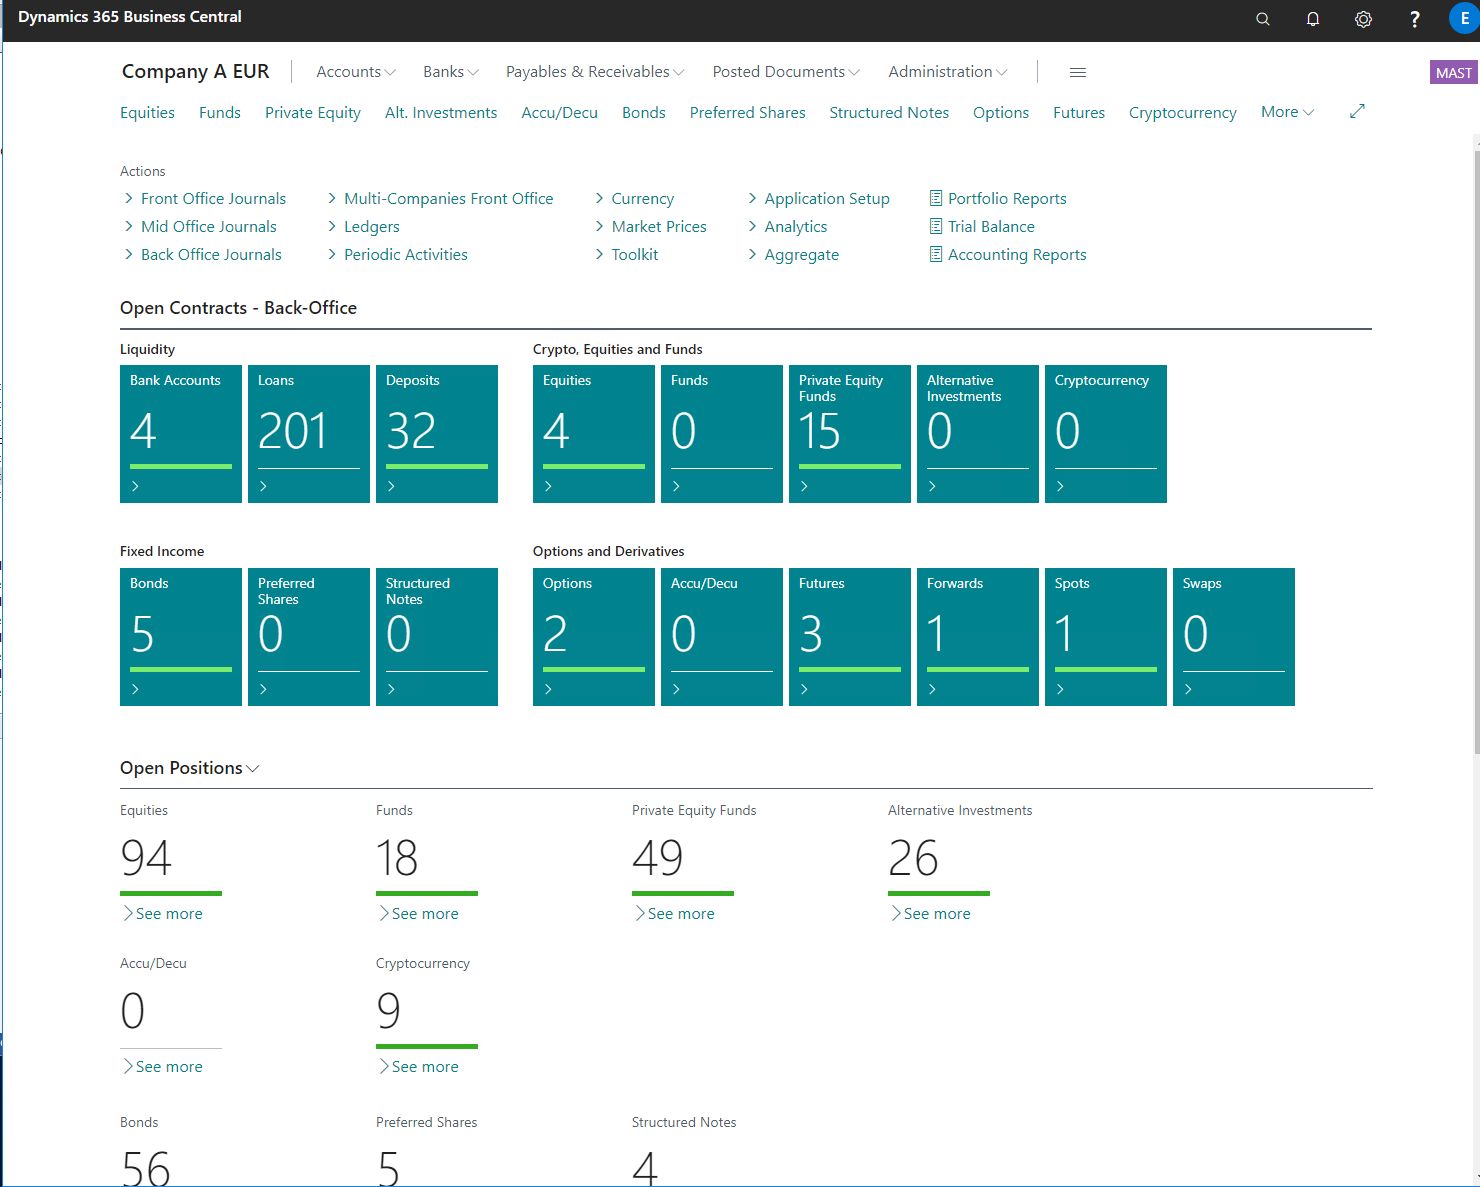 Dynamics 365 Business Central
?
E
Company A EUR
Accounts
Banks
Payables & Receivables
Posted Documents
Administration
MAST
Equities
Funds
Private Equity
Alt. Investments
Accu/Decu
Bonds
Preferred Shares
Structured Notes
Options
Futures
Cryptocurrency
More
Actions
Front Office Journals
Multi-Companies Front Office
Currency
Application Setup
Portfolio Reports
Mid Office Journals
Ledgers
Market Prices
Analytics
Trial Balance
Back Office Journals
Periodic Activities
Toolkit
Aggregate
Accounting Reports
Open Contracts - Back-Office
Liquidity
Bank Accounts
4
Loans
201
Deposits
32
Crypto, Equities and Funds
Equities
4
Funds
0
Private Equity
Funds
15
Alternative
Investments
0
Cryptocurrency
0
Fixed Income
Bonds
5
Preferred
Shares
0
Structured
Notes
0
Options and Derivatives
Options
2
Accu/Decu
0
Futures
3
Forwards
1
Spots
1
Swaps
0
Open Positions
Equities
94
See more
Funds
18
See more
Private Equity Funds
49
See more
Alternative Investments
26
See more
Accu/Decu
0
See more
Cryptocurrency
9
See more
Bonds
56
Preferred Shares
5
Structured Notes
4